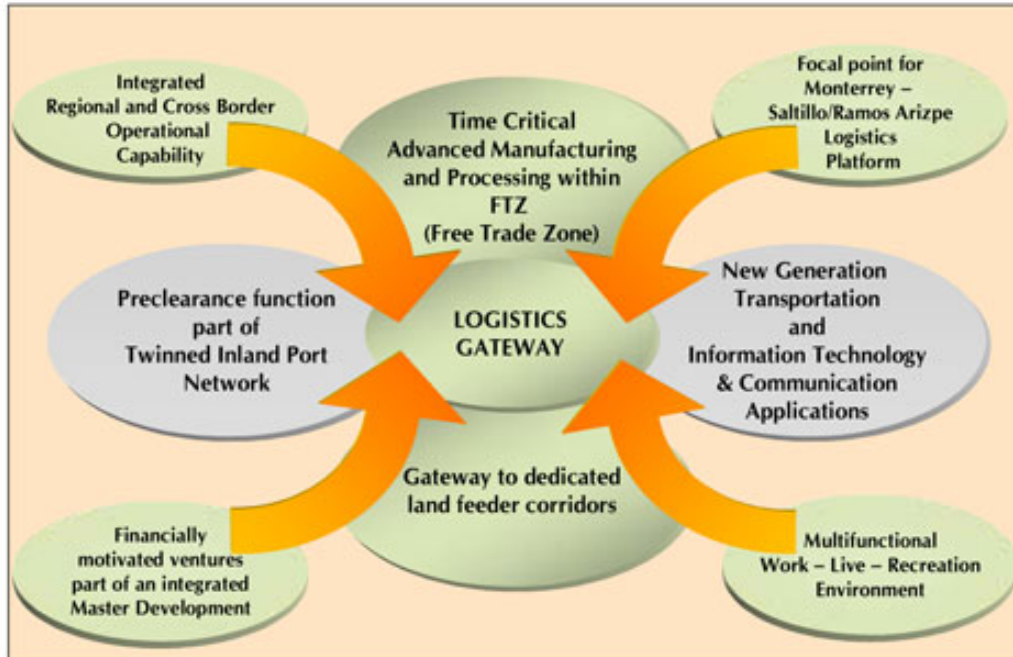 Integrated
Regional and Cross Border
Operational
Capability
Time Critical
Advanced Manufacturing
and Processing within
FTZ
(Free Trade Zone)
Focal point for
Monterrey –
Saltillo/Ramos Arizpe
Logistics
Platform
Preclearance function
part of
Twinned Inland Port
Network
LOGISTICS
GATEWAY
New Generation
Transportation
and
Information Technology
& Communication
Applications
Gateway to dedicated
land feeder corridors
Financially
motivated ventures
part of an integrated
Master Development
Multifunctional
Work – Live – Recreation
Environment